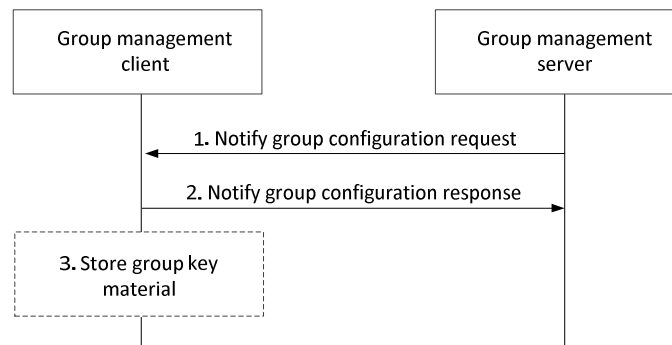 Group management
client
Group management
server
1. Notify group configuration request
2. Notify group configuration response
3. Store group key
material